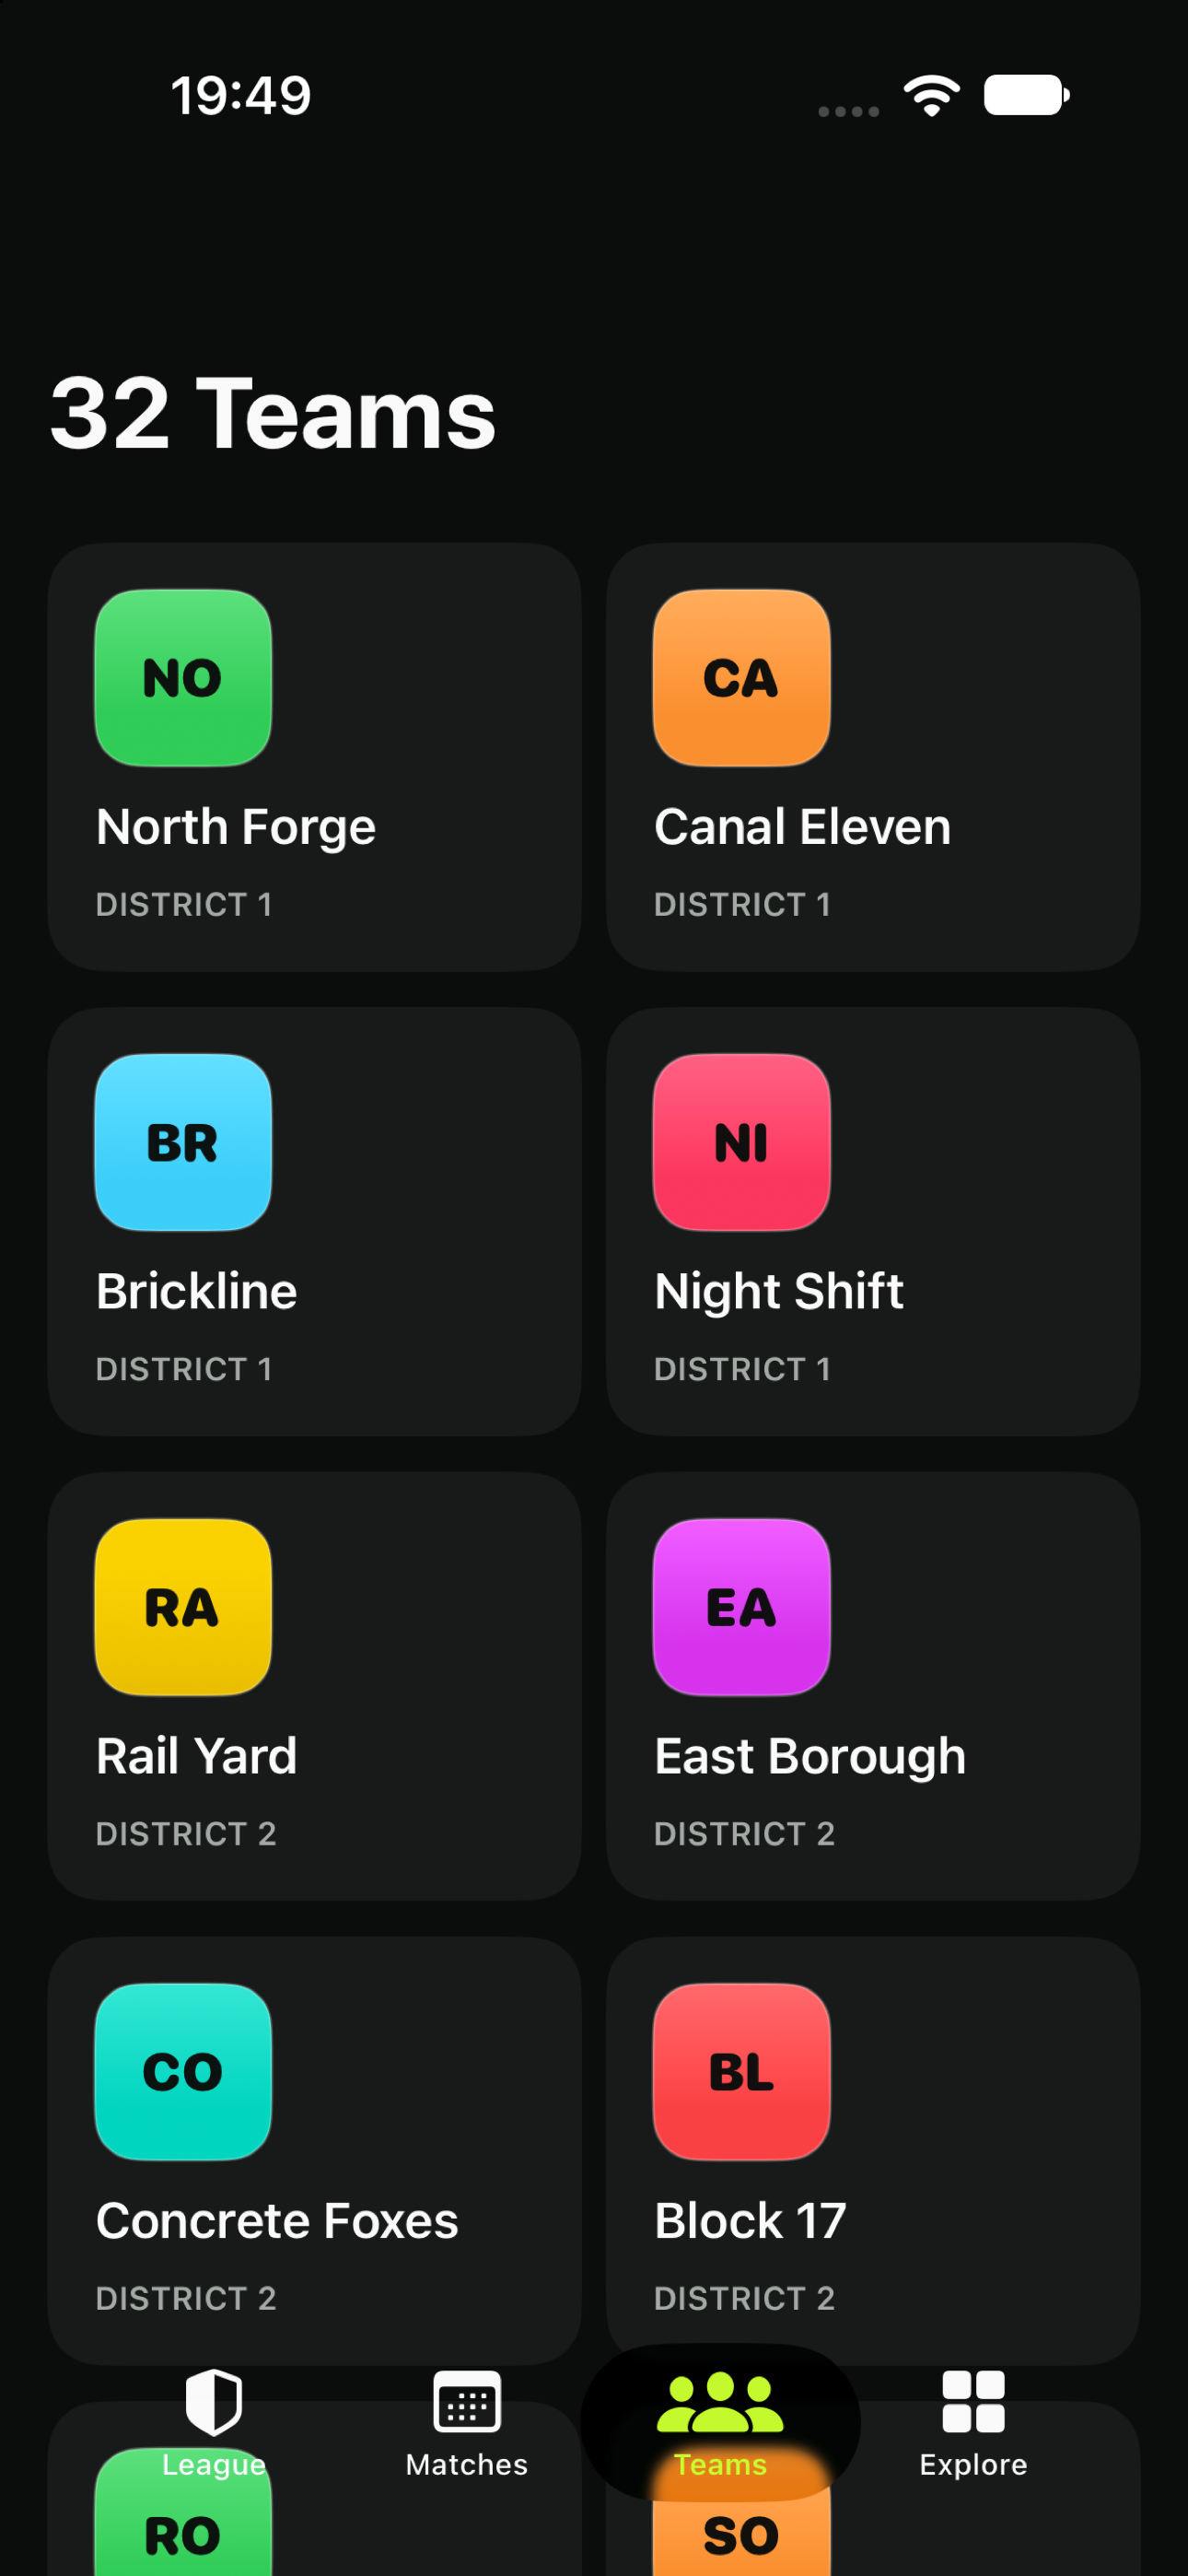 19:49
32 Teams
NO
CA
North Forge
Canal Eleven
DISTRICT 1
DISTRICT 1
BR
NI
Brickline
Night Shift
DISTRICT 1
DISTRICT 1
RA
EA
Rail Yard
East Borough
DISTRICT 2
DISTRICT 2
CO
BL
Concrete Foxes
Block 17
DISTRICT 2
DISTRICT 2
League
Matches
Teams
Explore
RO
SO